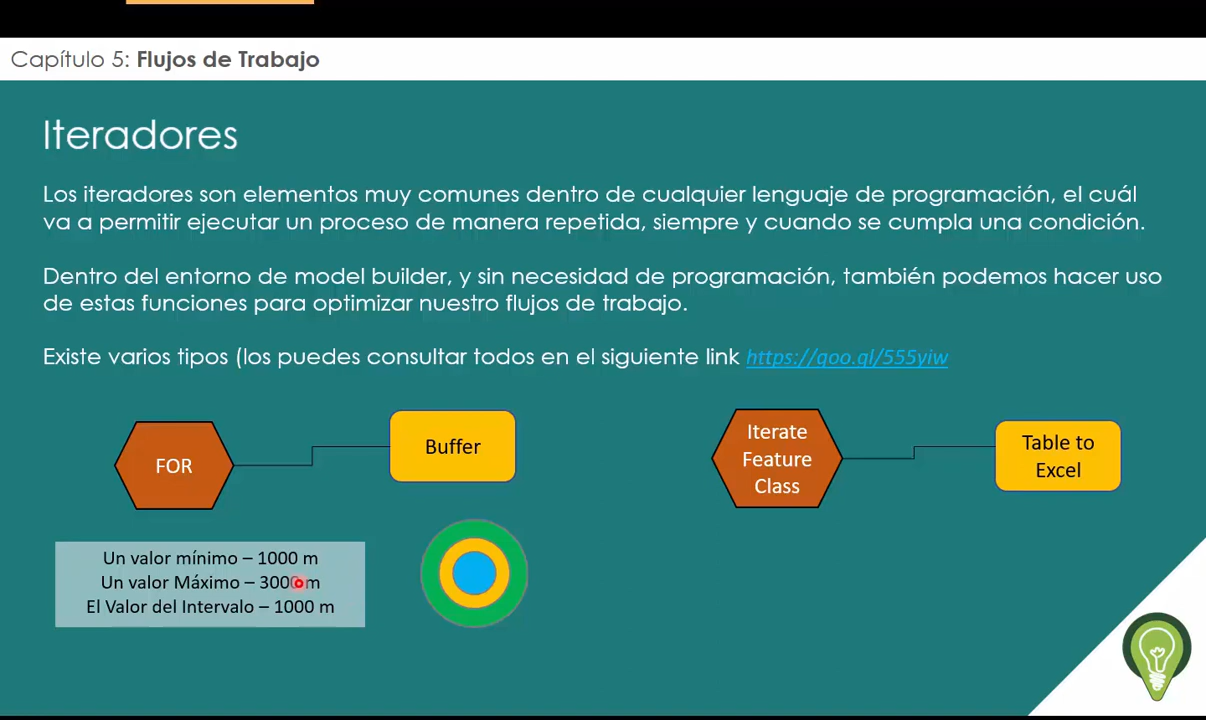 Capítulo 5: Flujos de Trabajo
Iteradores
Los iteradores son elementos muy comunes dentro de cualquier lenguaje de programación, el cuál
va a permitir ejecutar un proceso de manera repetida, siempre y cuando se cumpla una condición.
Dentro del entorno de model builder, y sin necesidad de programación, también podemos hacer uso
de estas funciones para optimizar nuestro flujos de trabajo.
Existe varios tipos (los puedes consultar todos en el siguiente link https://goo.gl/555yiw
FOR
Buffer
Un valor mínimo – 1000 m
Un valor Máximo – 3000 m
El Valor del Intervalo – 1000 m
Iterate
Feature
Class
Table to
Excel